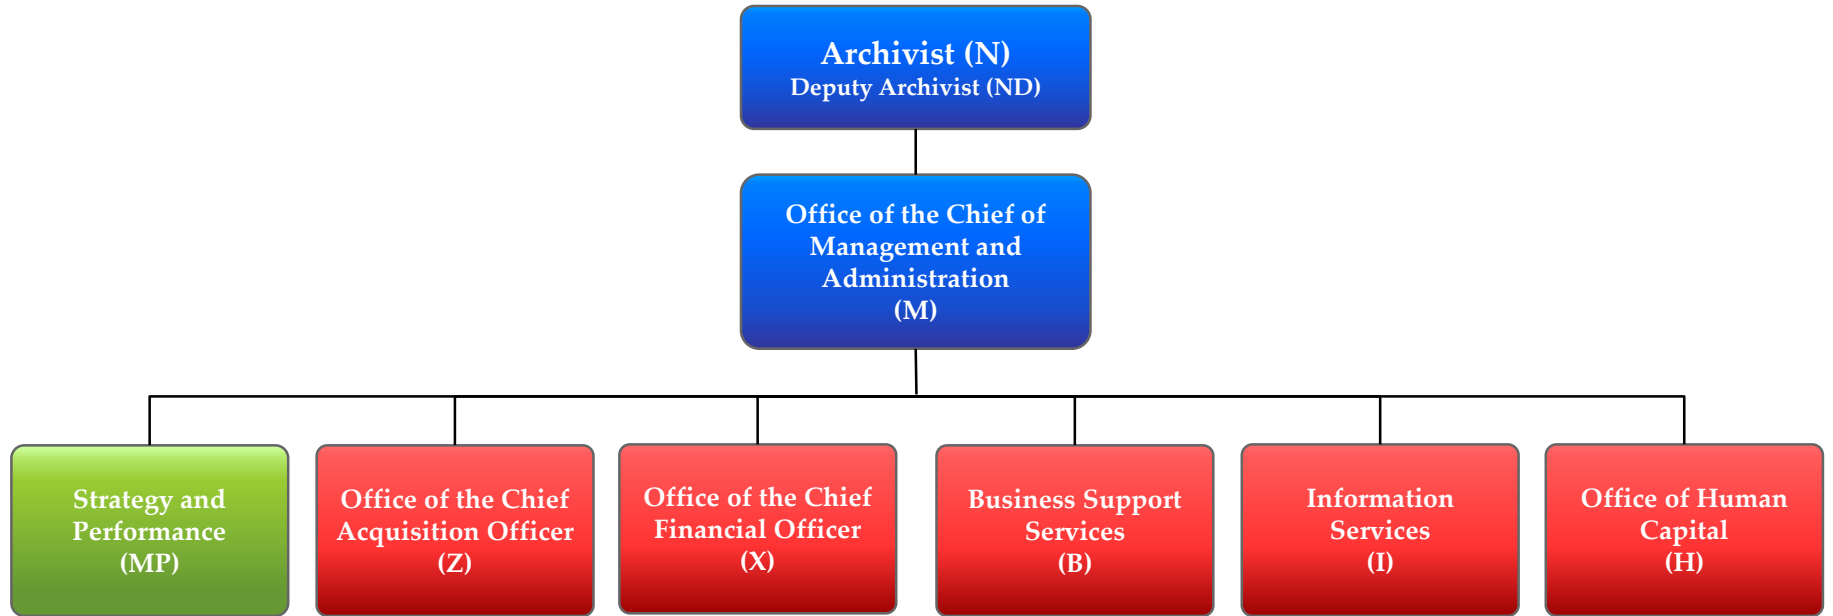 Archivist (N)
Deputy Archivist (ND)
Office of the Chief of
Management and
Administration
(M)
Strategy and
Performance
(MP)
Office of the Chief
Acquisition Officer
(Z)
Office of the Chief
Financial Officer
(X)
Business Support
Services
(B)
Information
Services
(I)
Office of Human
Capital
(H)